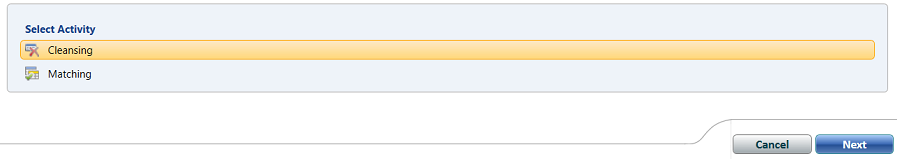 Select Activity
Cleansing
Matching
Cancel Next